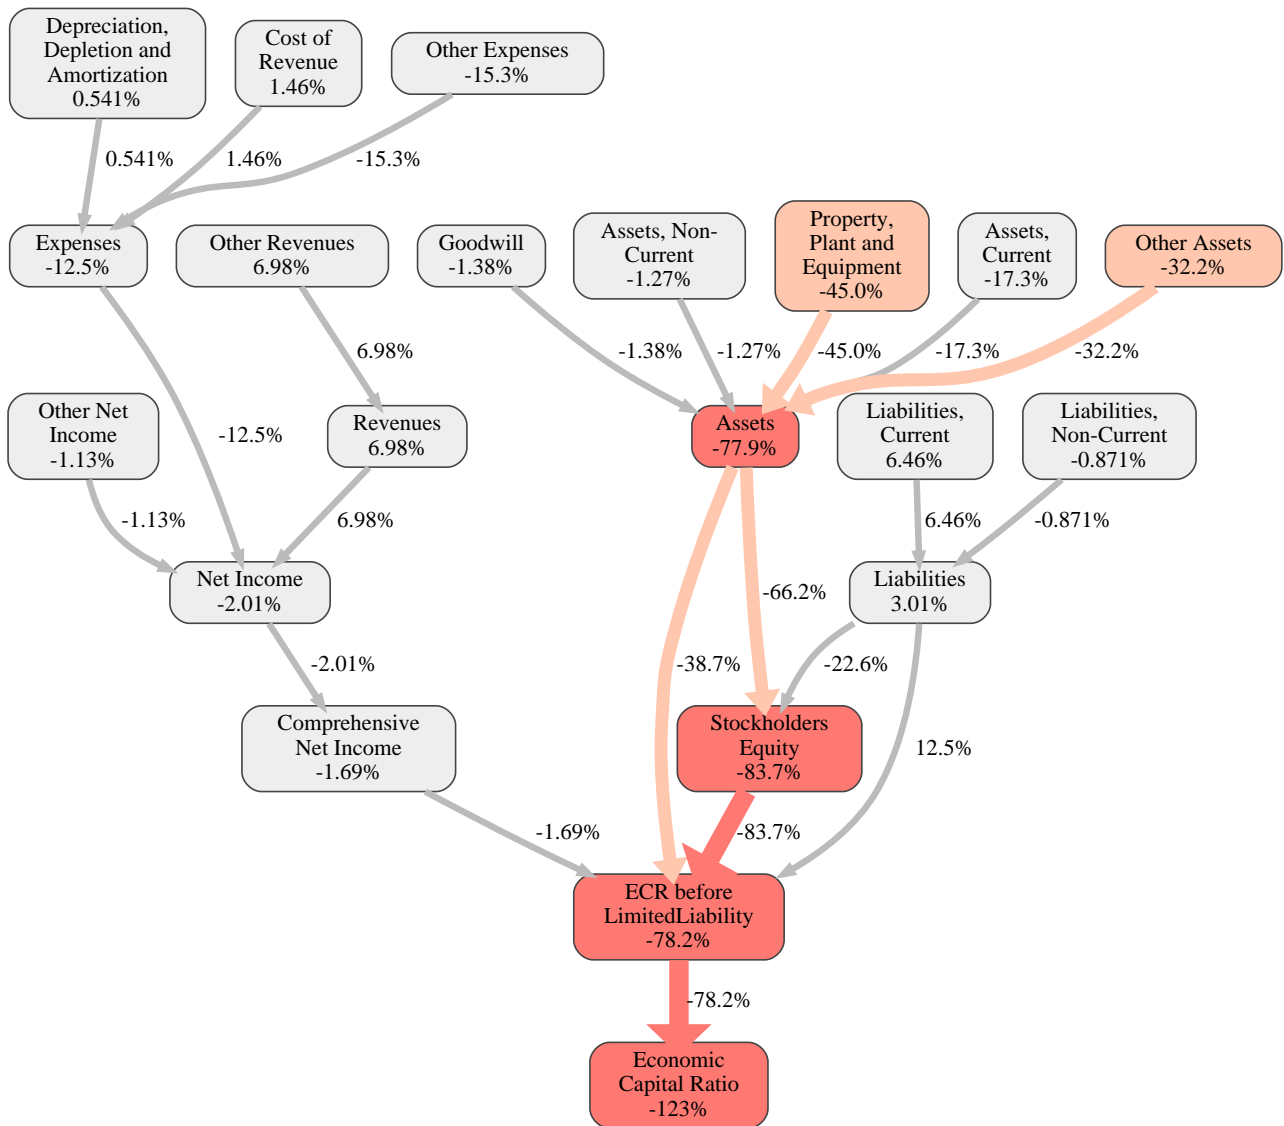 Depreciation,
Depletion and
Amortization
0.541%
Cost of
Revenue
1.46%
Other Expenses
-15.3%
0.541%
1.46%
-15.3%
Expenses
-12.5%
Other Revenues
6.98%
Goodwill
-1.38%
Assets, Non-
Current
-1.27%
Property,
Plant and
Equipment
-45.0%
Assets,
Current
-17.3%
Other Assets
-32.2%
6.98%
-1.38%
-1.27%
-45.0%
-17.3%
-32.2%
Other Net
Income
-1.13%
-12.5%
Revenues
6.98%
Assets
-77.9%
Liabilities,
Current
6.46%
Liabilities,
Non-Current
-0.871%
-1.13%
6.98%
6.46%
-0.871%
Net Income
-2.01%
-66.2%
Liabilities
3.01%
-2.01%
-38.7%
-22.6%
Comprehensive
Net Income
-1.69%
Stockholders
Equity
-83.7%
12.5%
-1.69%
-83.7%
ECR before
LimitedLiability
-78.2%
-78.2%
Economic
Capital Ratio
-123%